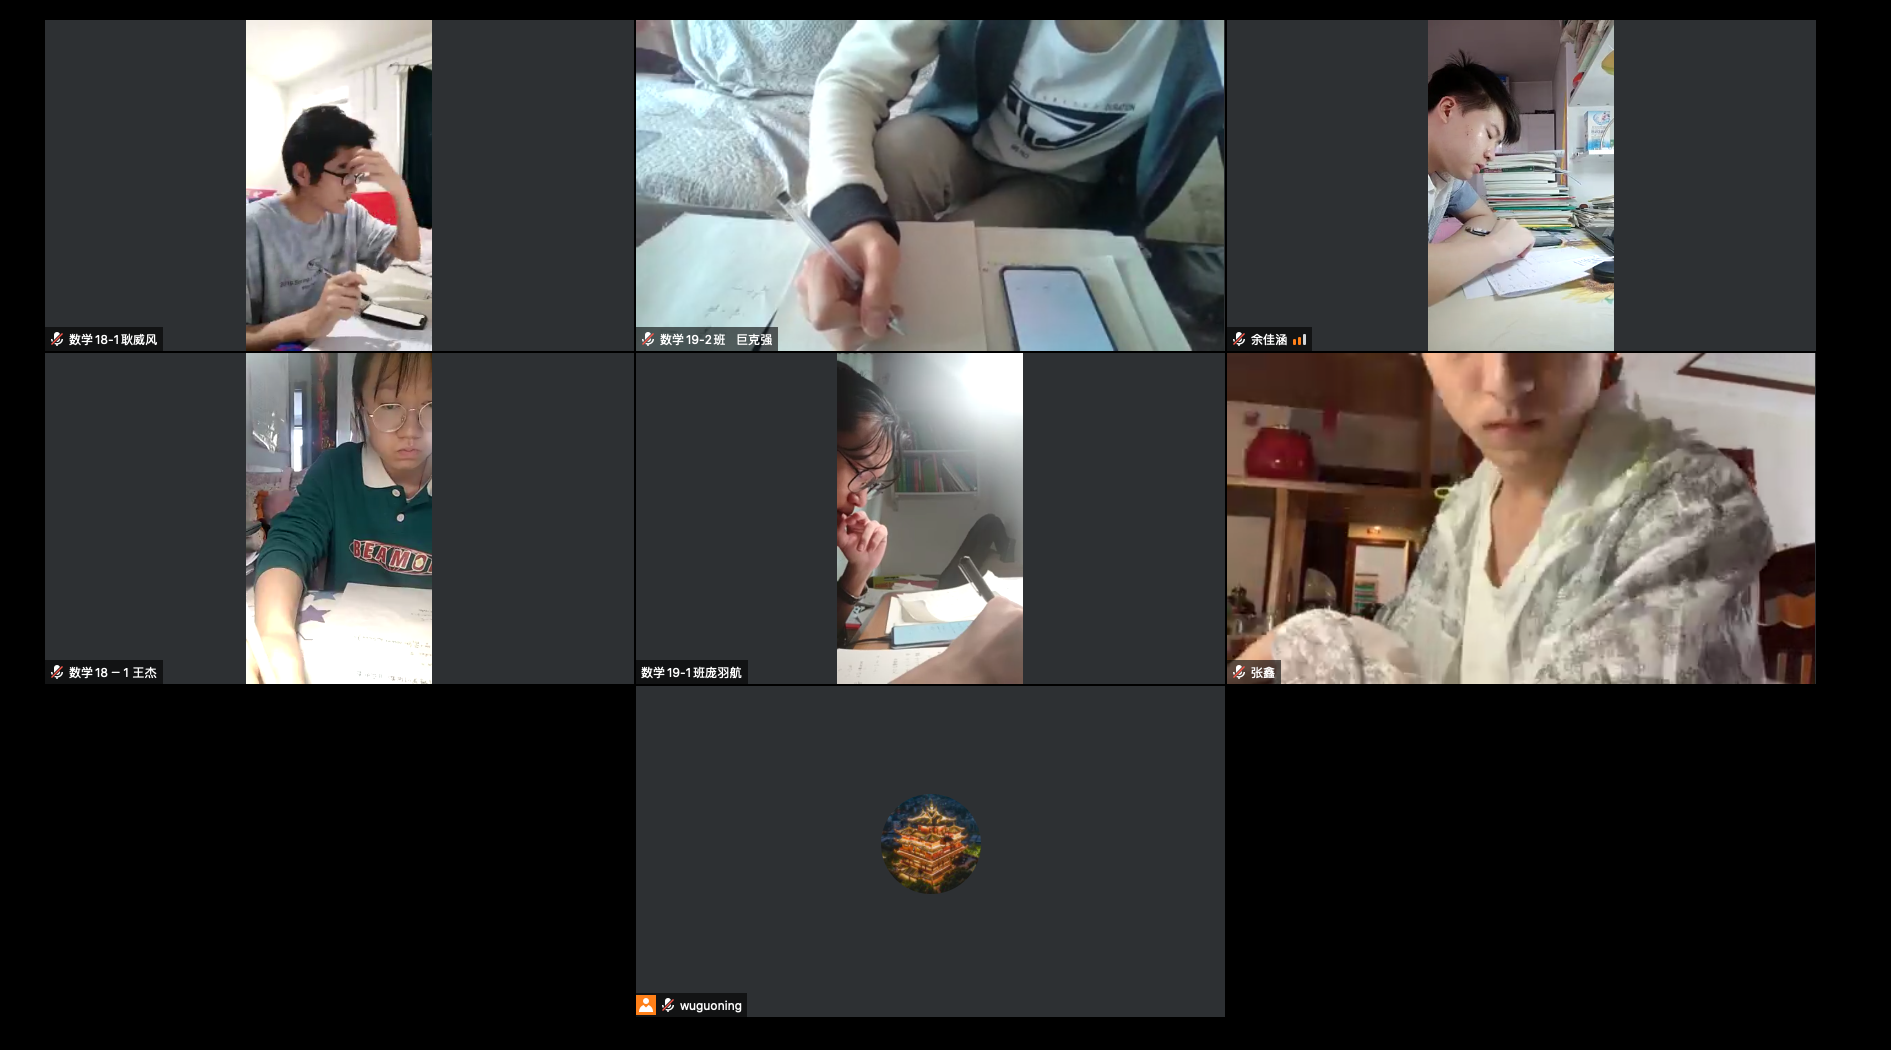 DURATION
数学18-1耿威风
数学19-2班 巨克强
余佳涵
BEAMO
数学18－1 王杰
数学19-1班庞羽航
张鑫
wuguoning